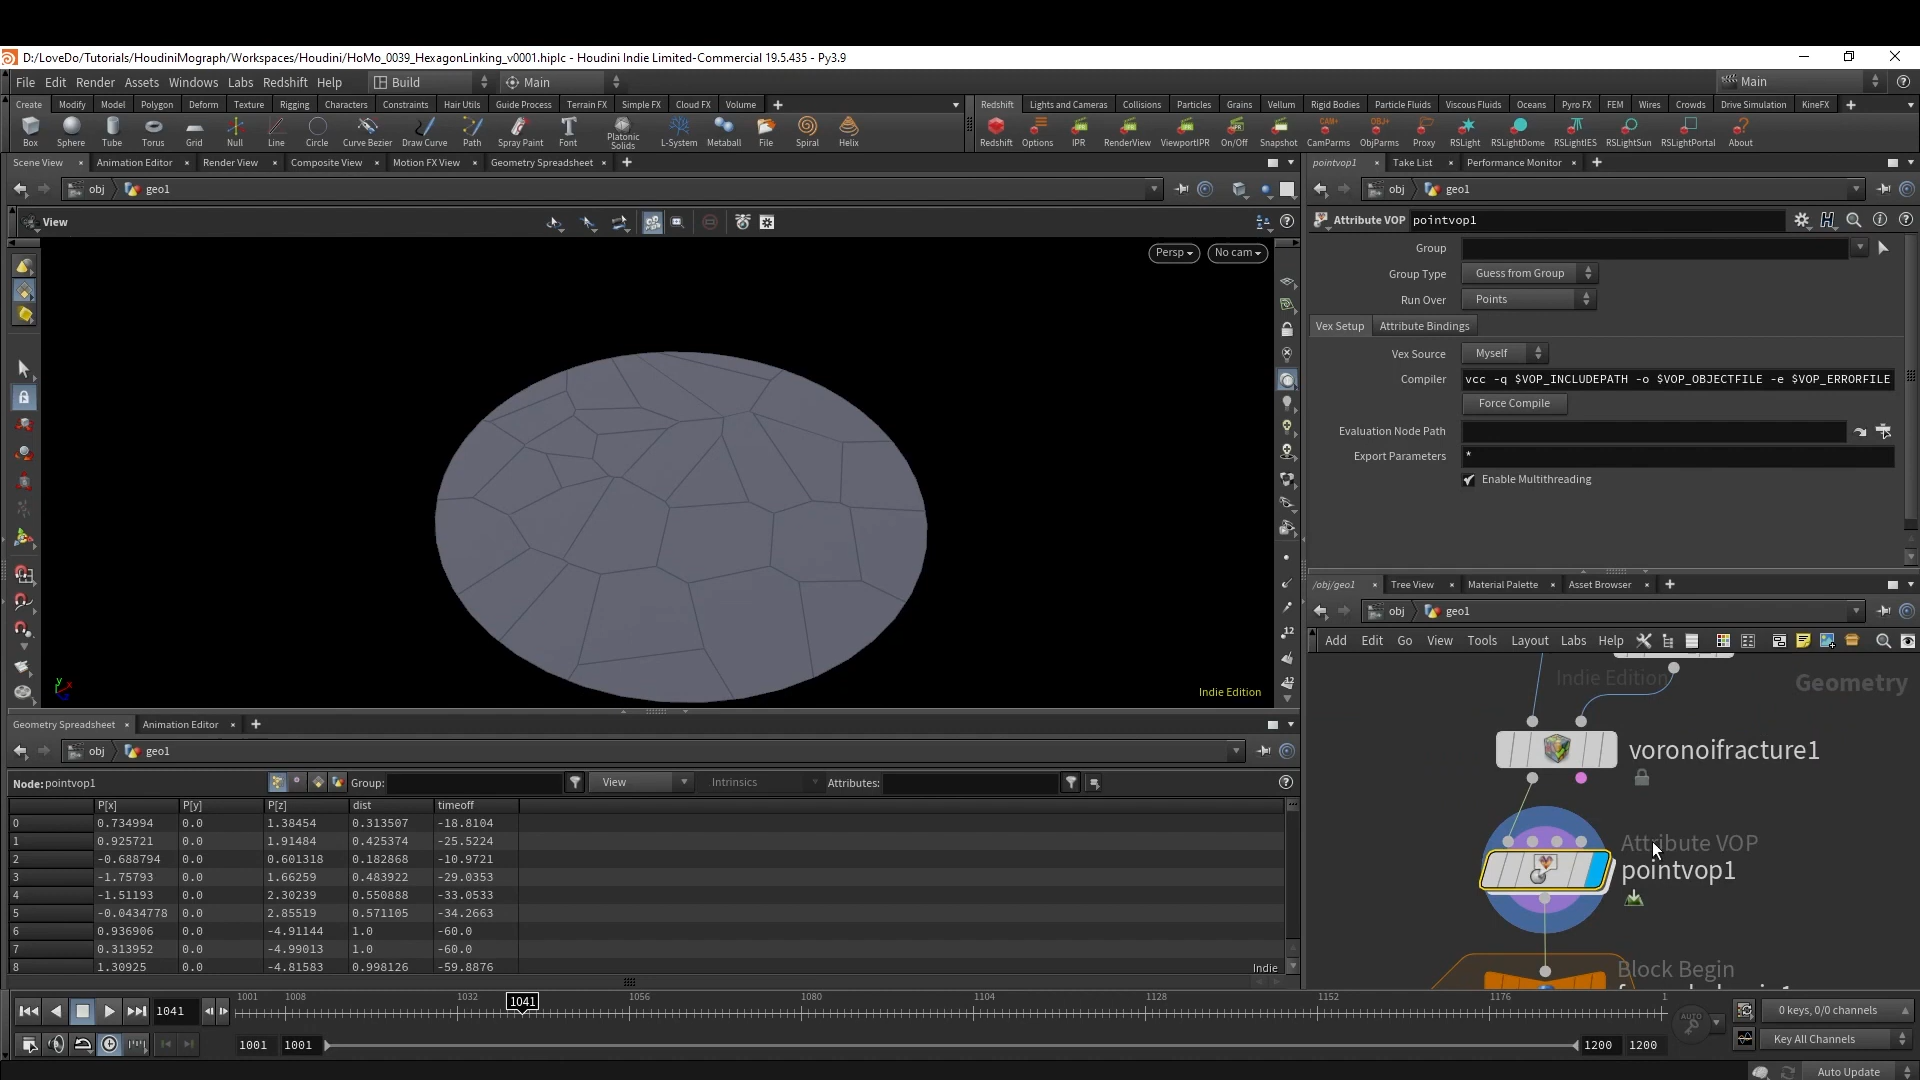 D:/LoveDo/Tutorials/HoudiniMograph/Workspaces/Houdini/HoMo_0039_HexagonLinking_v0001.hiplc - Houdini Indie Limited-Commercial 19.5.435 - Py3.9
File Edit Render Assets Windows Labs Redshift Help Build Main Main
Create Modify Model Polygon Deform Texture Rigging Characters Constraints Hair Utils Guide Process Terrain FX Simple FX Cloud FX Volume
Redshift Lights and Cameras Collisions Particles Grains Vellum Rigid Bodies Particle Fluids Viscous Fluids Oceans Pyro FX FEM Wires Crowds Drive Simulation KineFX
Box Sphere Tube Torus Grid Null Line Circle Curve Bezier Draw Curve Path Spray Paint Font Platonic Solids L-System Metaball File Spiral Helix
Redshift Options IPR RenderView ViewportIPR On/Off Snapshot CamParms ObjParms Proxy RSLight RSLightDome RSLightIES RSLightSun RSLightPortal About
Scene View Animation Editor Render View Composite View Motion FX View Geometry Spreadsheet
pointvop1 Take List Performance Monitor
obj geo1
obj geo1
View
Persp No cam
Indie Edition
Attribute VOP pointvop1
Group
Group Type Guess from Group
Run Over Points
Vex Setup Attribute Bindings
Vex Source Myself
Compiler vcc -q $VOP_INCLUDEPATH -o $VOP_OBJECTFILE -e $VOP_ERRORFILE
Force Compile
Evaluation Node Path
Export Parameters *
Enable Multithreading
/obj/geo1 Tree View Material Palette Asset Browser
obj geo1
Add Edit Go View Tools Layout Labs Help
Indie Edition
Geometry
voronoifracture1
Attribute VOP
pointvop1
Block Begin
Geometry Spreadsheet Animation Editor
obj geo1
Node: pointvop1 Group: View Intrinsics Attributes:
P[x] P[y] P[z] dist timeoff
0 0.734994 0.0 1.38454 0.313507 -18.8104
1 0.925721 0.0 1.91484 0.425374 -25.5224
2 -0.688794 0.0 0.601318 0.182868 -10.9721
3 -1.75793 0.0 1.66259 0.483922 -29.0353
4 -1.51193 0.0 2.30239 0.550888 -33.0533
5 -0.0434778 0.0 2.85519 0.571105 -34.2663
6 0.936906 0.0 -4.91144 1.0 -60.0
7 0.313952 0.0 -4.99013 1.0 -60.0
8 1.30925 0.0 -4.81583 0.998126 -59.8876
Indie
1041 1001 1008 1032 1041 1056 1080 1104 1128 1152 1176 1
AUTO
0 keys, 0/0 channels
1001 1001 1200 1200
Key All Channels
Auto Update